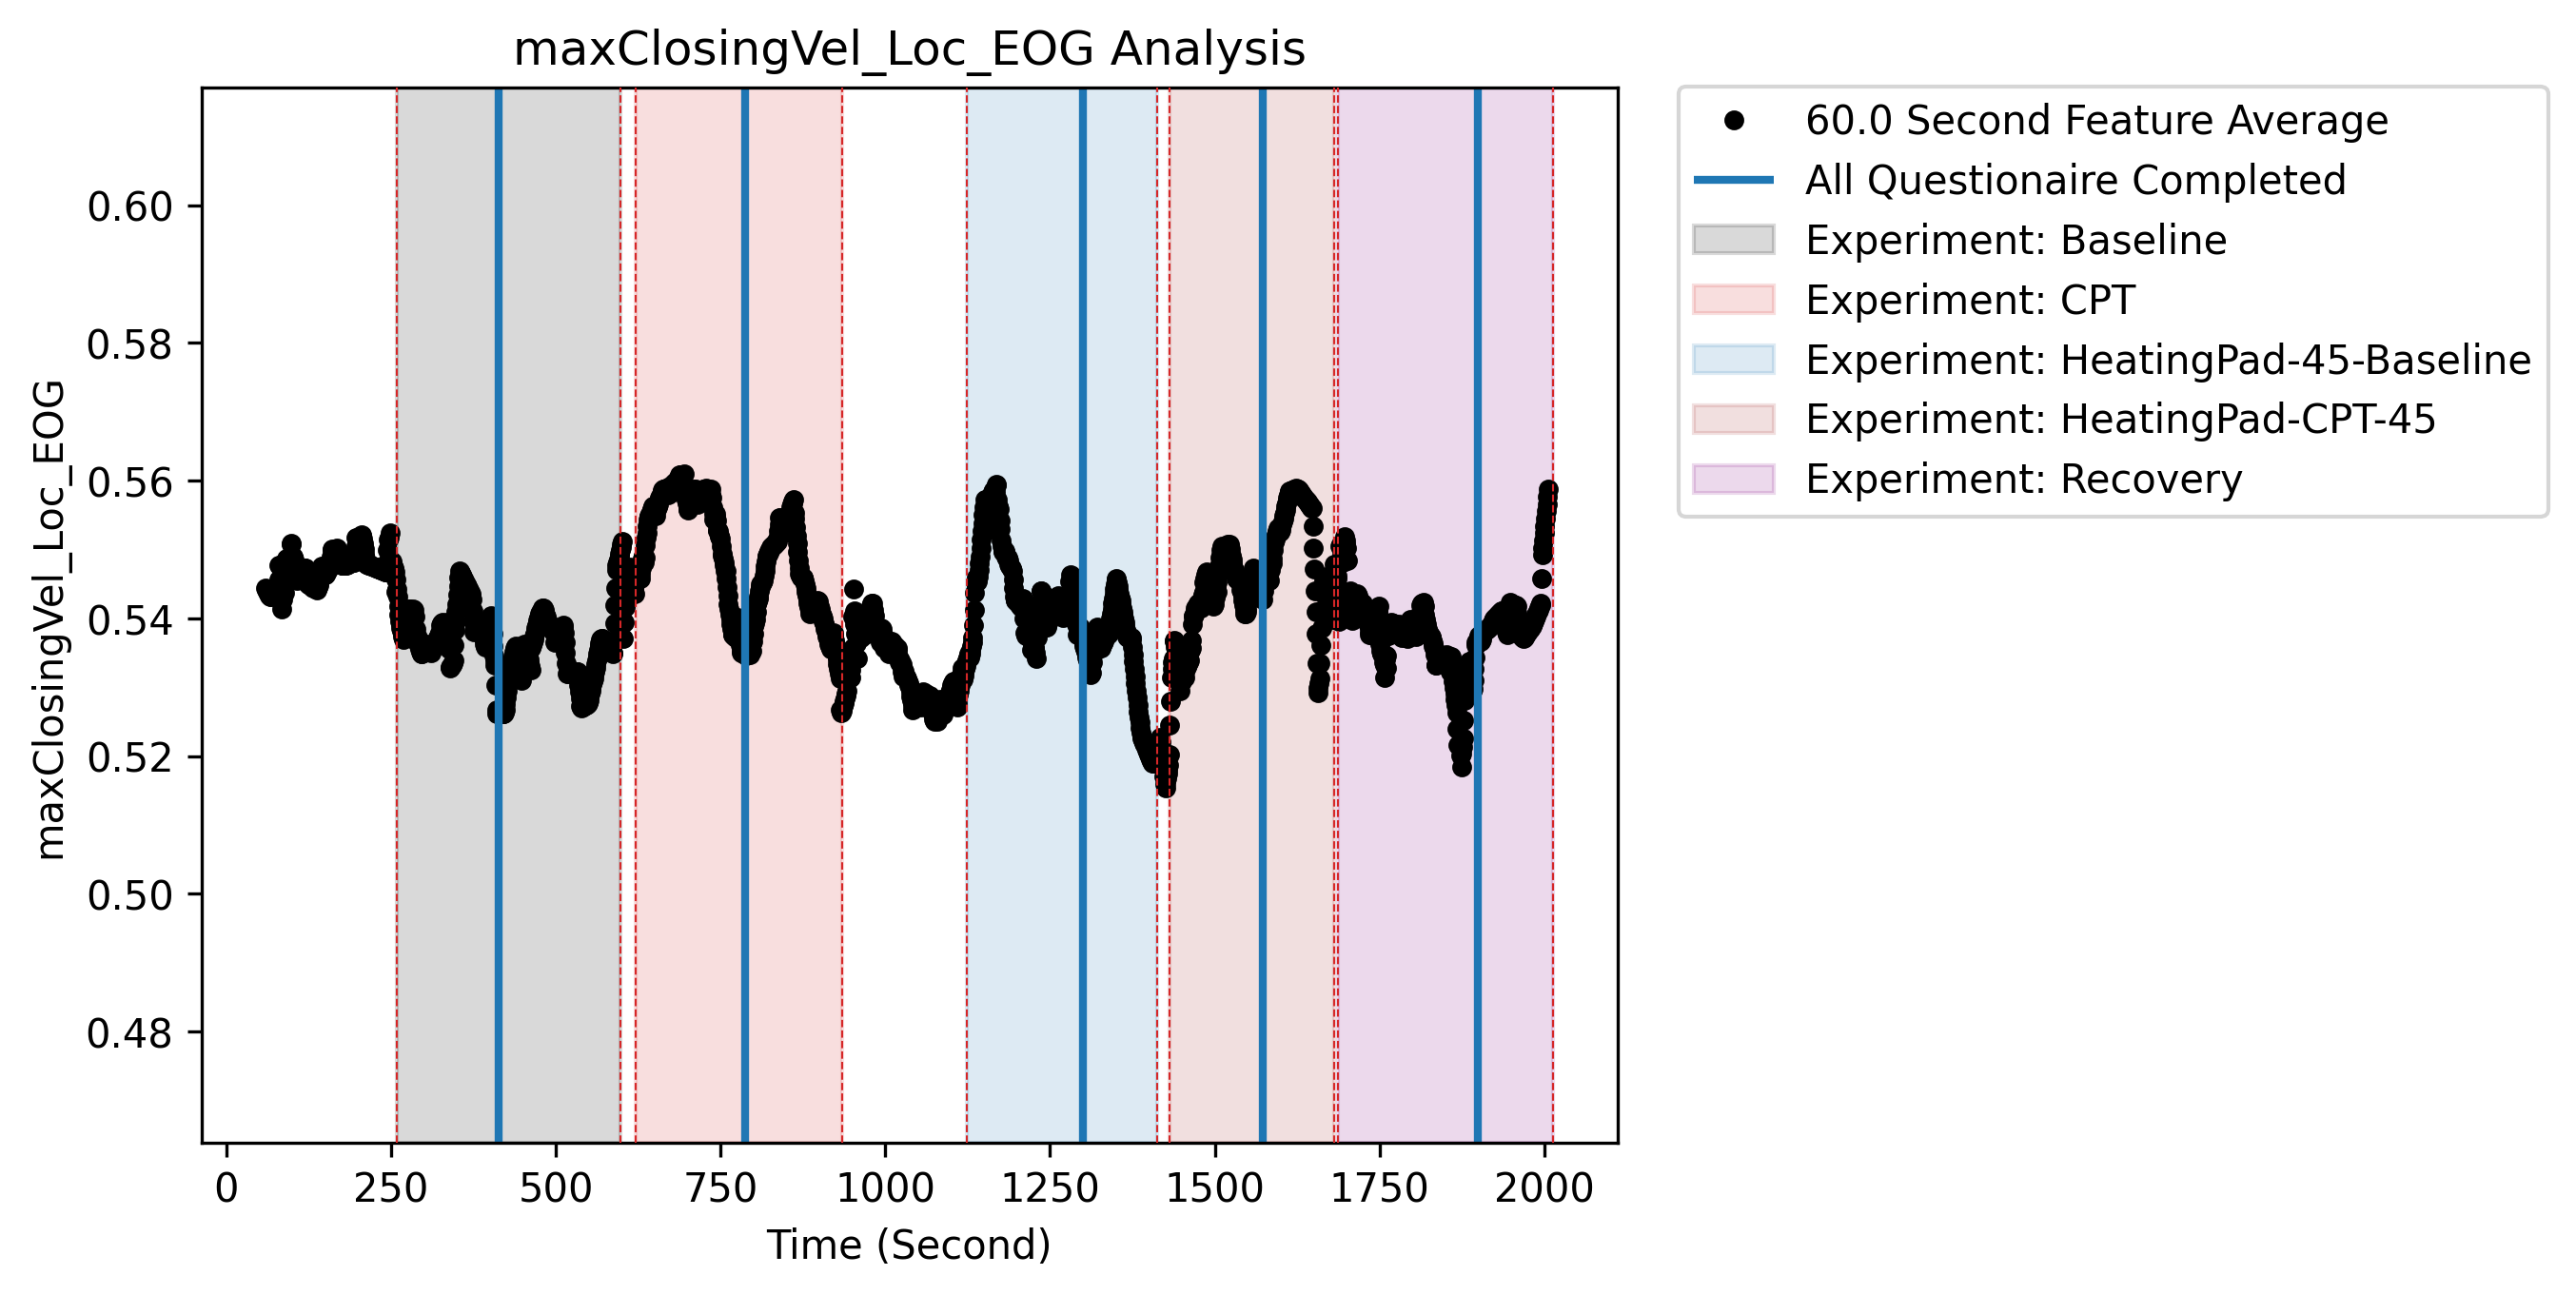 maxClosingVel_Loc_EOG Analysis
maxClosingVel_Loc_EOG
0.60
0.58
0.56
0.54
0.52
0.50
0.48
0 250 500 750 1000 1250 1500 1750 2000
Time (Second)
60.0 Second Feature Average
All Questionaire Completed
Experiment: Baseline
Experiment: CPT
Experiment: HeatingPad-45-Baseline
Experiment: HeatingPad-CPT-45
Experiment: Recovery